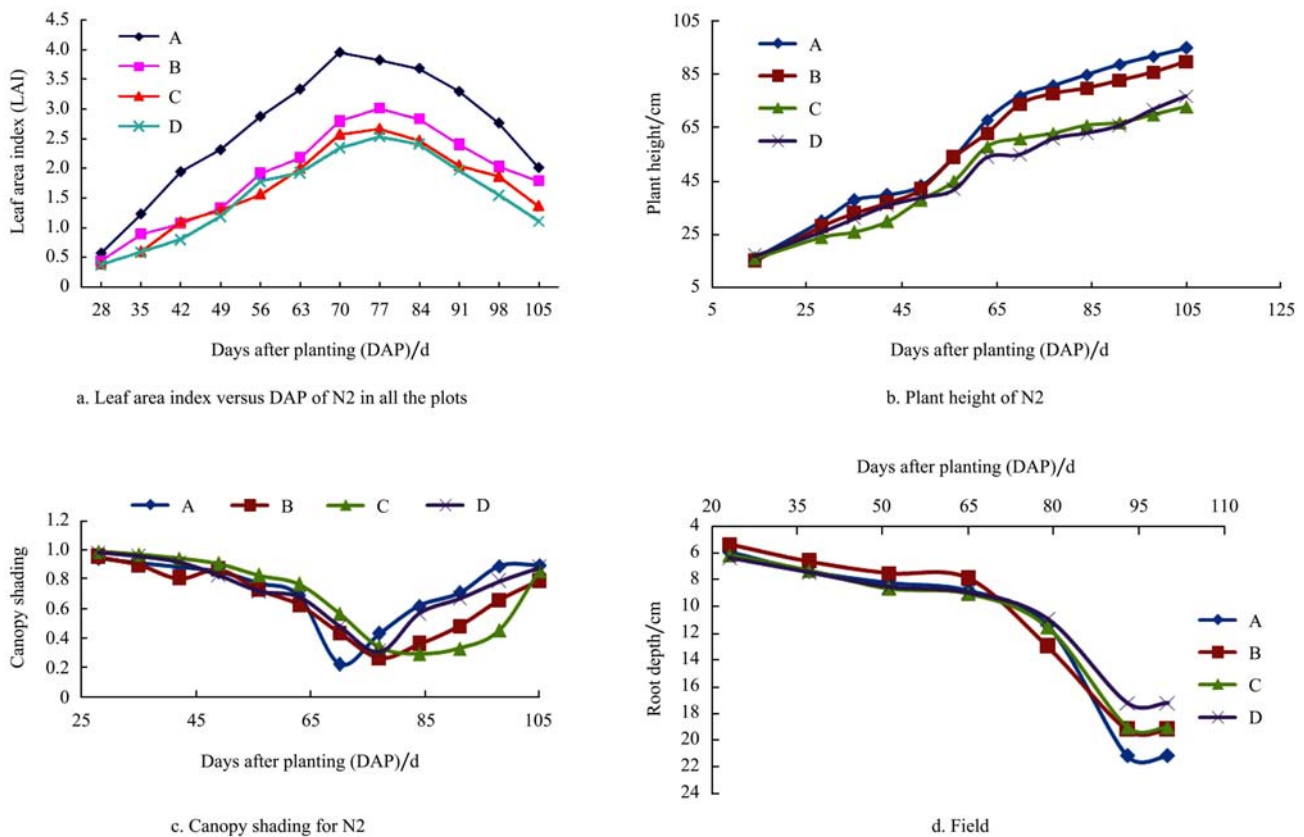 4.5
4.0
3.5
3.0
2.5
2.0
1.5
1.0
0.5
0
Leaf area index (LAI)
A
B
C
D
28 35 42 49 56 63 70 77 84 91 98 105
Days after planting (DAP)/d
a. Leaf area index versus DAP of N2 in all the plots
105
85
65
45
25
5
Plant height/cm
A
B
C
D
5 25 45 65 85 105 125
Days after planting (DAP)/d
b. Plant height of N2
A B C D
1.2
1.0
0.8
0.6
0.4
0.2
0
Canopy shading
25 45 65 85 105
Days after planting (DAP)/d
c. Canopy shading for N2
Days after planting (DAP)/d
20 35 50 65 80 95 110
4
6
8
10
12
14
16
18
20
22
24
Root depth/cm
A
B
C
D
d. Field